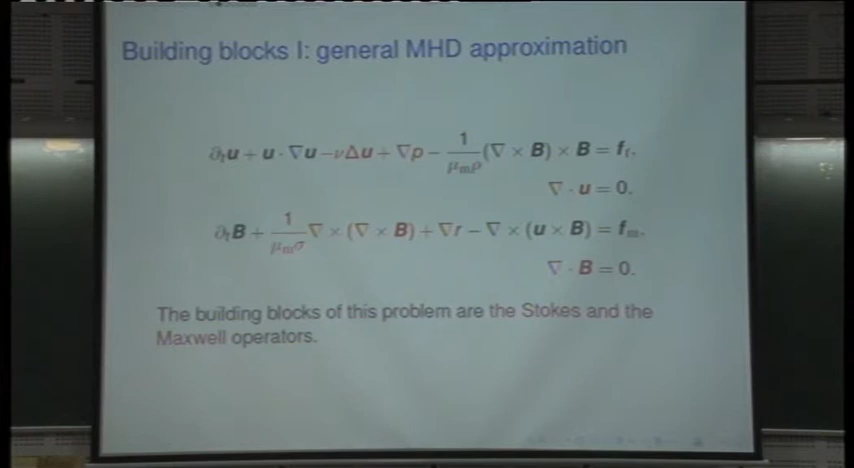 Building blocks I: general MHD approximation
∂ₜu + u · ∇u −νΔu + ∇p − 1/(μₘρ) (∇ × B) × B = f_f,
∇ · u = 0,
∂ₜB + 1/(μₘσ) ∇ × (∇ × B) + ∇r − ∇ × (u × B) = fₘ,
∇ · B = 0.
The building blocks of this problem are the Stokes and the
Maxwell operators.